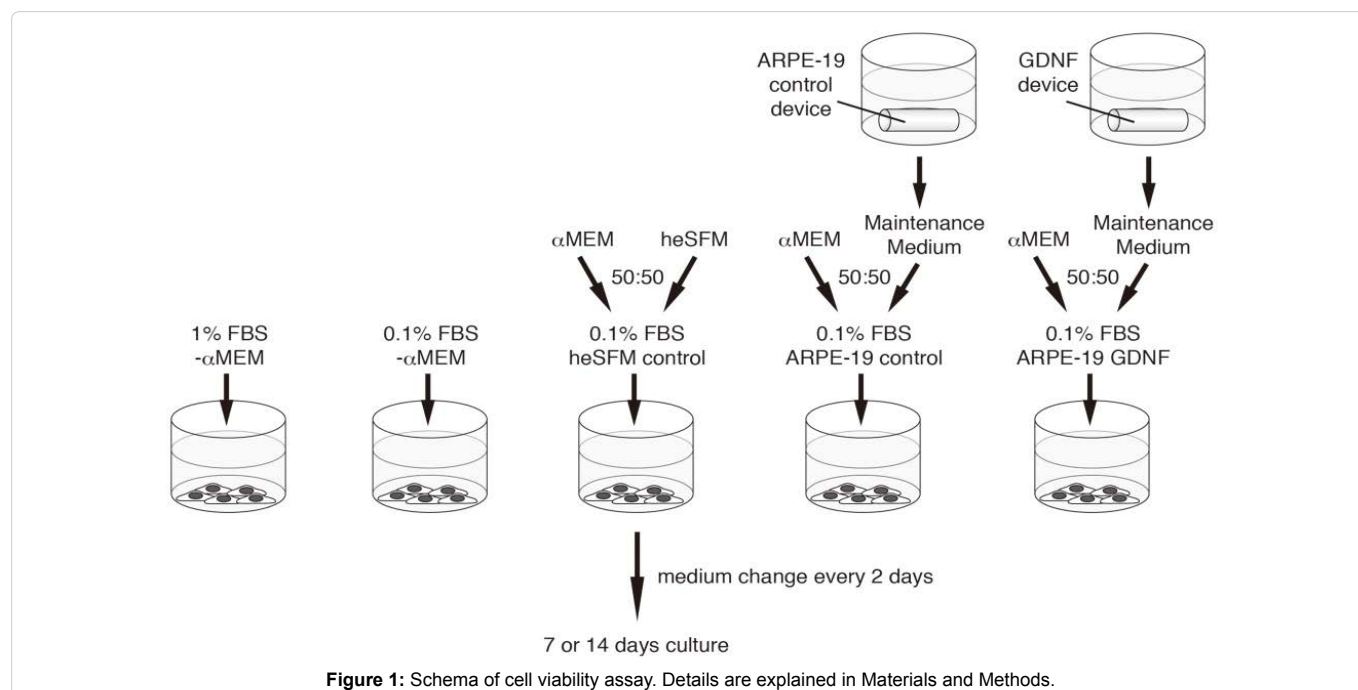 ARPE-19
control
device
GDNF
device
αMEM
heSFM
50:50
αMEM
Maintenance
Medium
50:50
αMEM
Maintenance
Medium
50:50
1% FBS
-αMEM
0.1% FBS
-αMEM
0.1% FBS
heSFM control
0.1% FBS
ARPE-19 control
0.1% FBS
ARPE-19 GDNF
medium change every 2 days
7 or 14 days culture
Figure 1: Schema of cell viability assay. Details are explained in Materials and Methods.